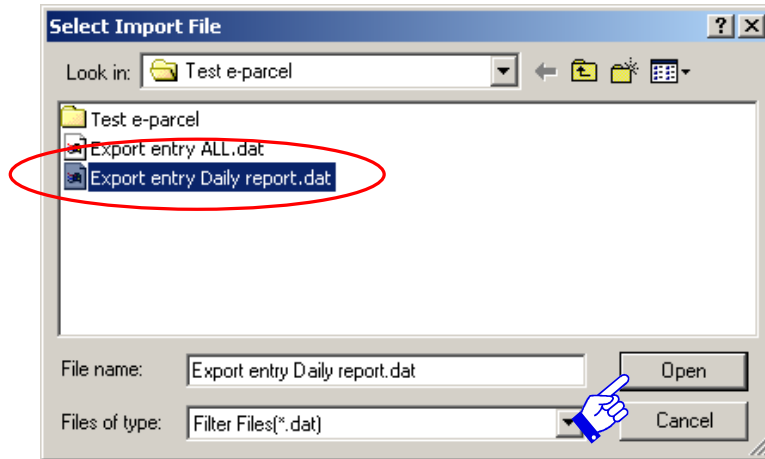 Select Import File
Look in: Test e-parcel
Test e-parcel
Export entry ALL.dat
Export entry Daily report.dat
File name: Export entry Daily report.dat Open
Files of type: Filter Files(*.dat) Cancel